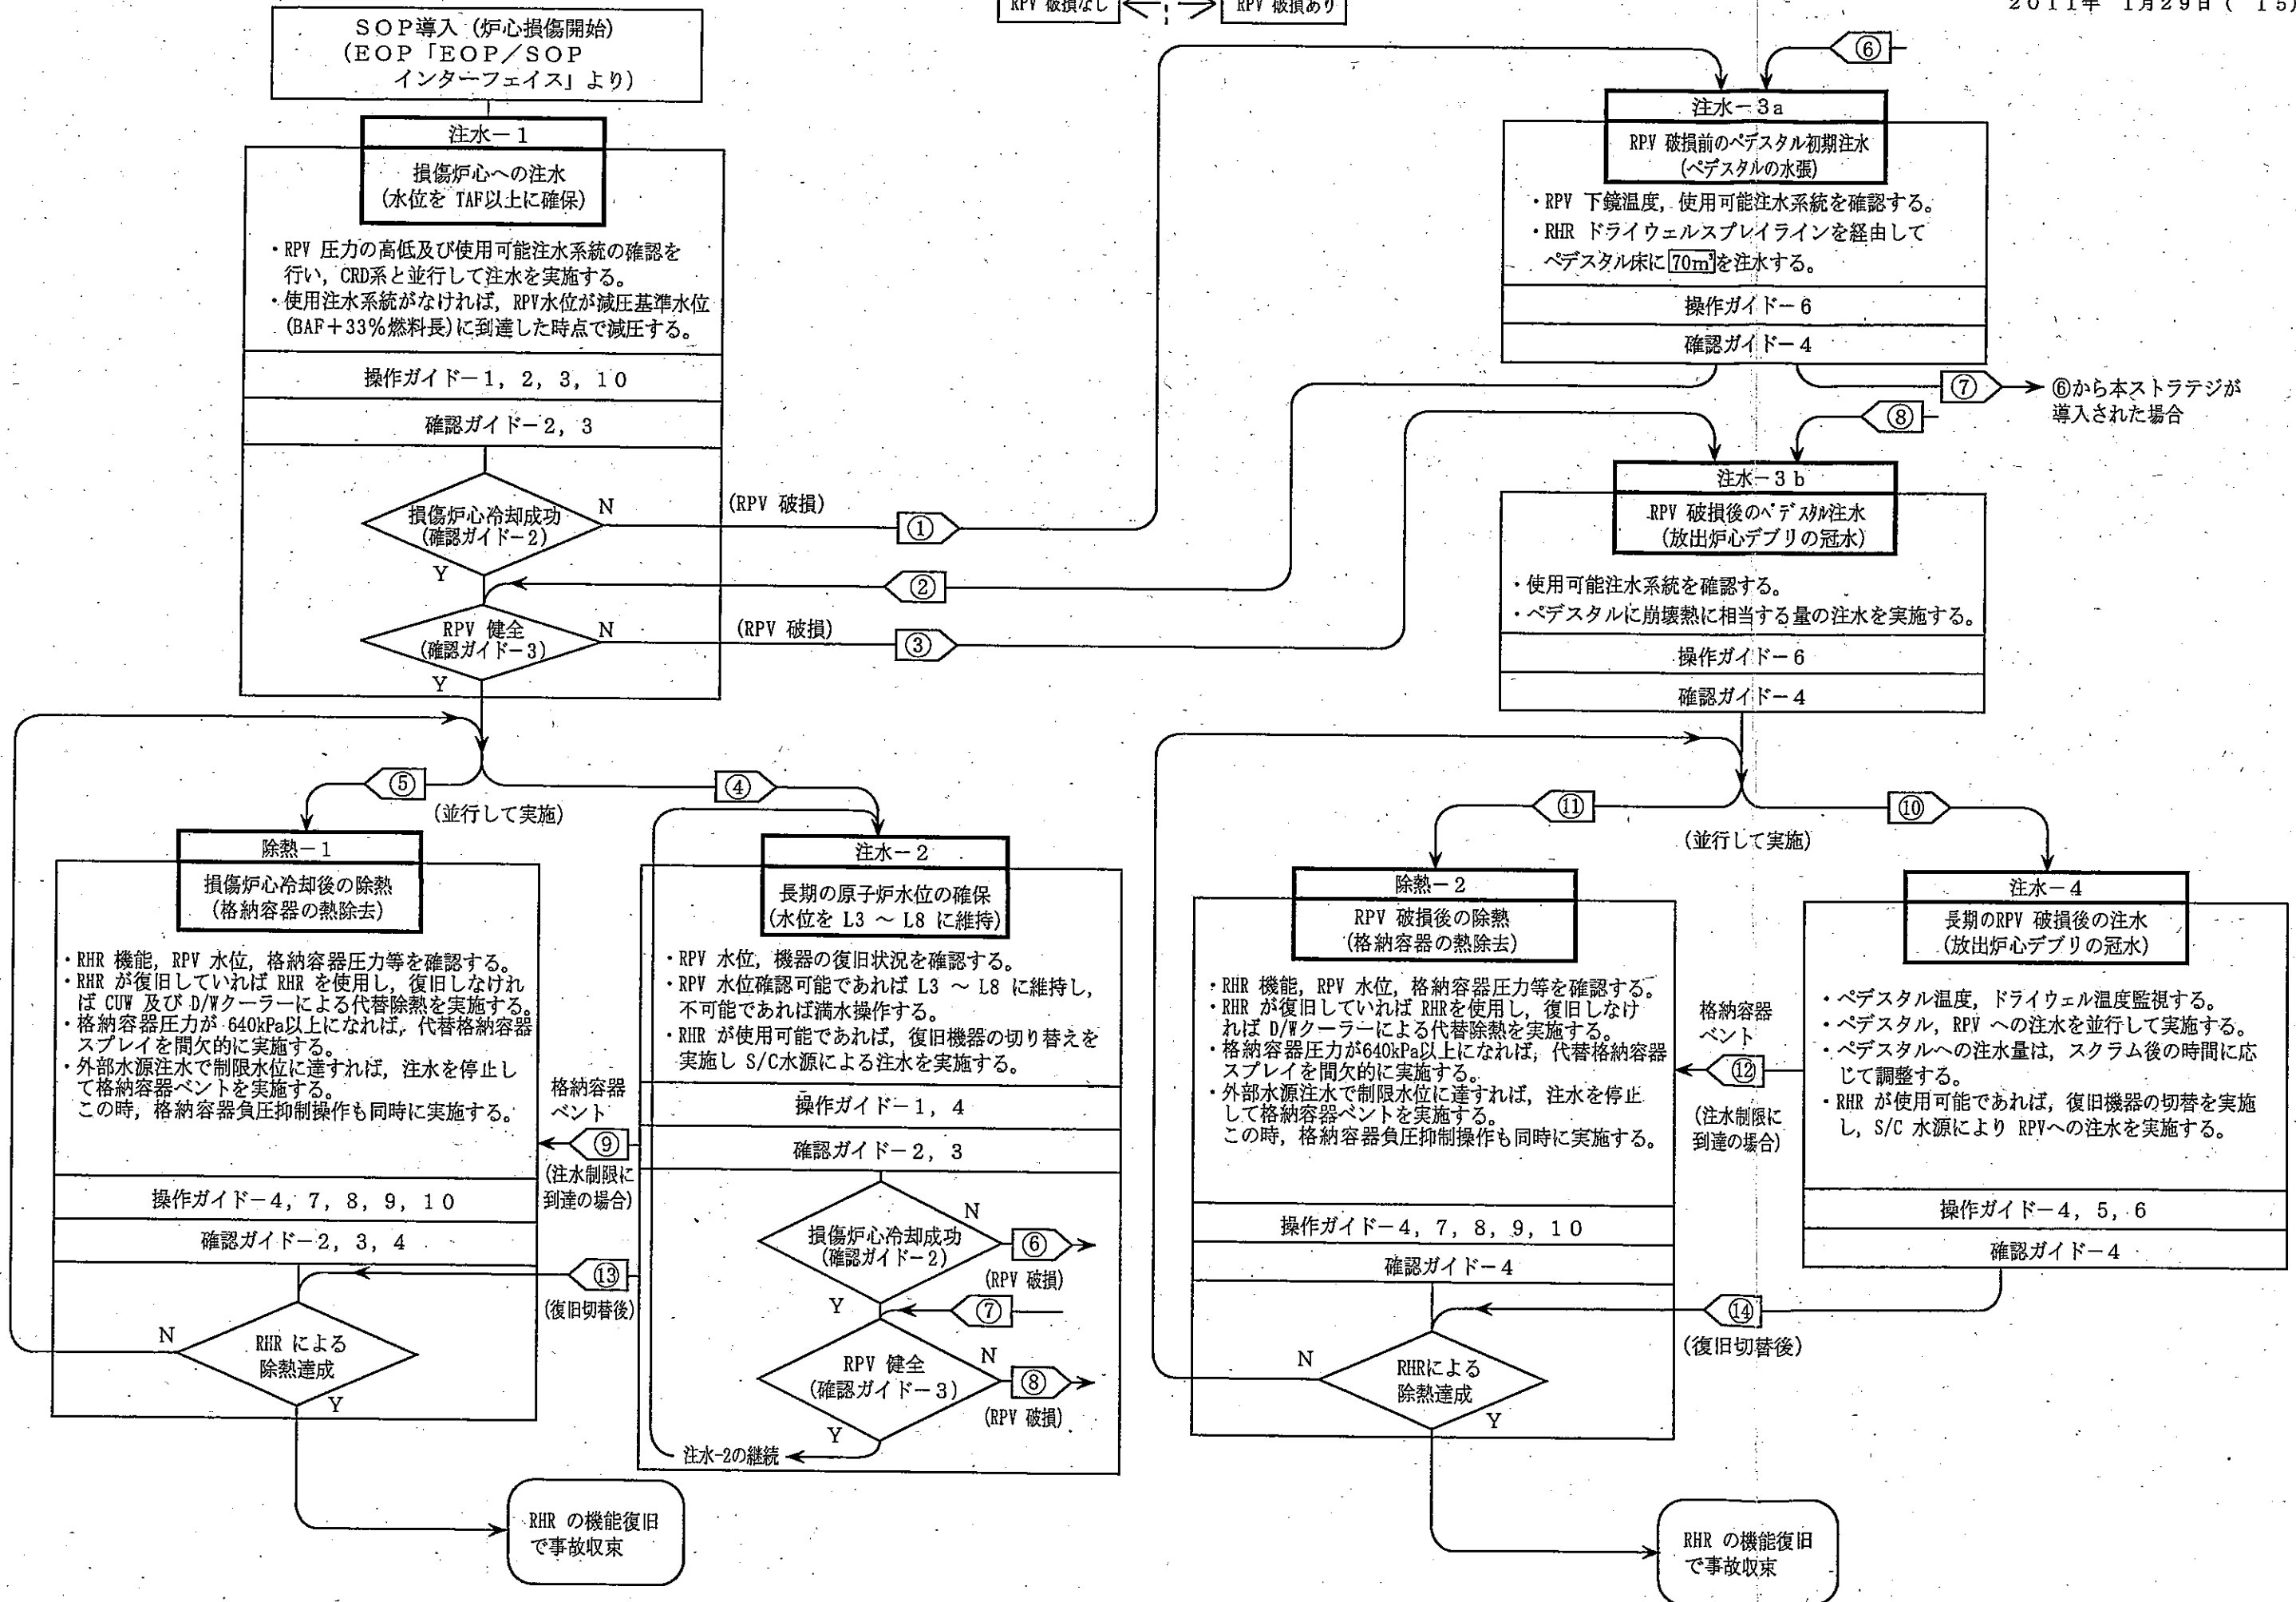 RPV 破損なし
RPV 破損あり
2011年 1月29日( 15)
SOP導入(炉心損傷開始)
(EOP「EOP/SOP
インターフェイス」より)
注水-1
損傷炉心への注水
(水位を TAF以上に確保)
・RPV 圧力の高低及び使用可能注水系統の確認を
行い, CRD系と並行して注水を実施する。
・使用注水系統がなければ, RPV水位が減圧基準水位
(BAF+33%燃料長)に到達した時点で減圧する。
操作ガイド-1, 2, 3, 10
確認ガイド-2, 3
損傷炉心冷却成功
(確認ガイド-2)
N
(RPV 破損)
①
Y
②
RPV 健全
(確認ガイド-3)
N
(RPV 破損)
③
Y
⑥
注水-3a
RPV 破損前のペデスタル初期注水
(ペデスタルの水張)
・RPV 下鏡温度, 使用可能注水系統を確認する。
・RHR ドライウェルスプレイラインを経由して
ペデスタル床に70m³を注水する。
操作ガイド-6
確認ガイド-4
⑦
⑥から本ストラテジが
導入された場合
⑧
注水-3b
RPV 破損後のペデスタル注水
(放出炉心デブリの冠水)
・使用可能注水系統を確認する。
・ペデスタルに崩壊熱に相当する量の注水を実施する。
操作ガイド-6
確認ガイド-4
⑤
④
(並行して実施)
除熱-1
損傷炉心冷却後の除熱
(格納容器の熱除去)
・RHR 機能, RPV 水位, 格納容器圧力等を確認する。
・RHR が復旧していれば RHR を使用し, 復旧しなけれ
ば CUW 及び D/Wクーラーによる代替除熱を実施する。
・格納容器圧力が 640kPa以上になれば, 代替格納容器
スプレイを間欠的に実施する。
・外部水源注水で制限水位に達すれば, 注水を停止し
て格納容器ベントを実施する。
この時, 格納容器負圧抑制操作も同時に実施する。
操作ガイド-4, 7, 8, 9, 10
確認ガイド-2, 3, 4
RHR による
除熱達成
N
Y
RHR の機能復旧
で事故収束
格納容器
ベント
⑨
(注水制限に
到達の場合)
⑬
(復旧切替後)
注水-2
長期の原子炉水位の確保
(水位を L3 ～ L8 に維持)
・RPV 水位, 機器の復旧状況を確認する。
・RPV 水位確認可能であれば L3 ～ L8 に維持し,
不可能であれば満水操作する。
・RHR が使用可能であれば, 復旧機器の切り替えを
実施し S/C水源による注水を実施する。
操作ガイド-1, 4
確認ガイド-2, 3
損傷炉心冷却成功
(確認ガイド-2)
N
⑥
(RPV 破損)
Y
⑦
RPV 健全
(確認ガイド-3)
N
⑧
(RPV 破損)
Y
注水-2の継続
⑪
⑩
(並行して実施)
除熱-2
RPV 破損後の除熱
(格納容器の熱除去)
・RHR 機能, RPV 水位, 格納容器圧力等を確認する。
・RHR が復旧していれば RHRを使用し, 復旧しなけ
れば D/Wクーラーによる代替除熱を実施する。
・格納容器圧力が640kPa以上になれば, 代替格納容器
スプレイを間欠的に実施する。
・外部水源注水で制限水位に達すれば, 注水を停止
して格納容器ベントを実施する。
この時, 格納容器負圧抑制操作も同時に実施する。
操作ガイド-4, 7, 8, 9, 10
確認ガイド-4
RHRによる
除熱達成
N
Y
RHR の機能復旧
で事故収束
格納容器
ベント
⑫
(注水制限に
到達の場合)
⑭
(復旧切替後)
注水-4
長期のRPV 破損後の注水
(放出炉心デブリの冠水)
・ペデスタル温度, ドライウェル温度監視する。
・ペデスタル, RPV への注水を並行して実施する。
・ペデスタルへの注水量は, スクラム後の時間に応
じて調整する。
・RHR が使用可能であれば, 復旧機器の切替を実施
し, S/C 水源により RPVへの注水を実施する。
操作ガイド-4, 5, 6
確認ガイド-4